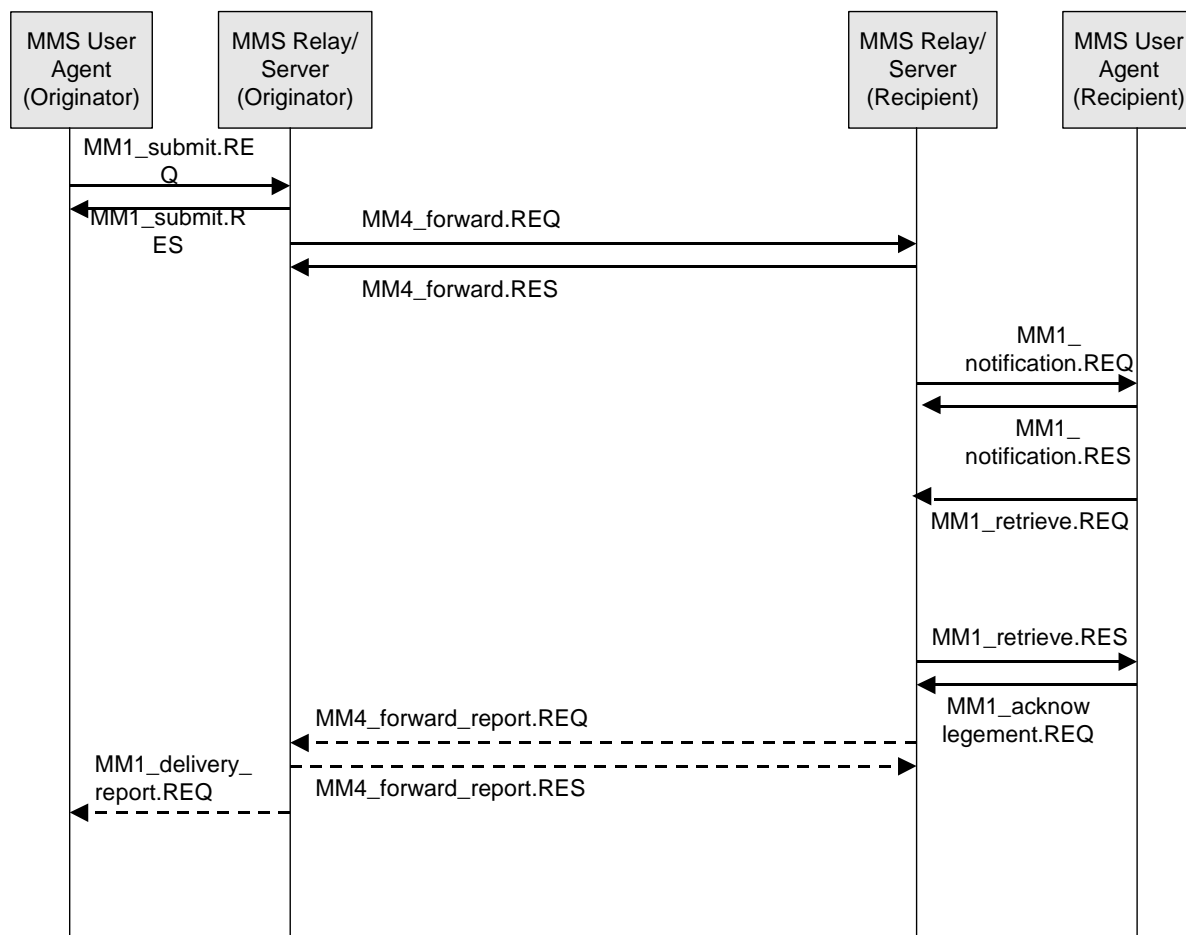 MMS User
Agent
(Originator)
MMS Relay/
Server
(Originator)
MMS Relay/
Server
(Recipient)
MMS User
Agent
(Recipient)
MM1_submit.RE
Q
MM1_submit.R
ES
MM4_forward.REQ
MM4_forward.RES
MM1_
notification.REQ
MM1_
notification.RES
MM1_retrieve.REQ
MM1_retrieve.RES
MM1_acknow
legement.REQ
MM4_forward_report.REQ
MM4_forward_report.RES
MM1_delivery_
report.REQ